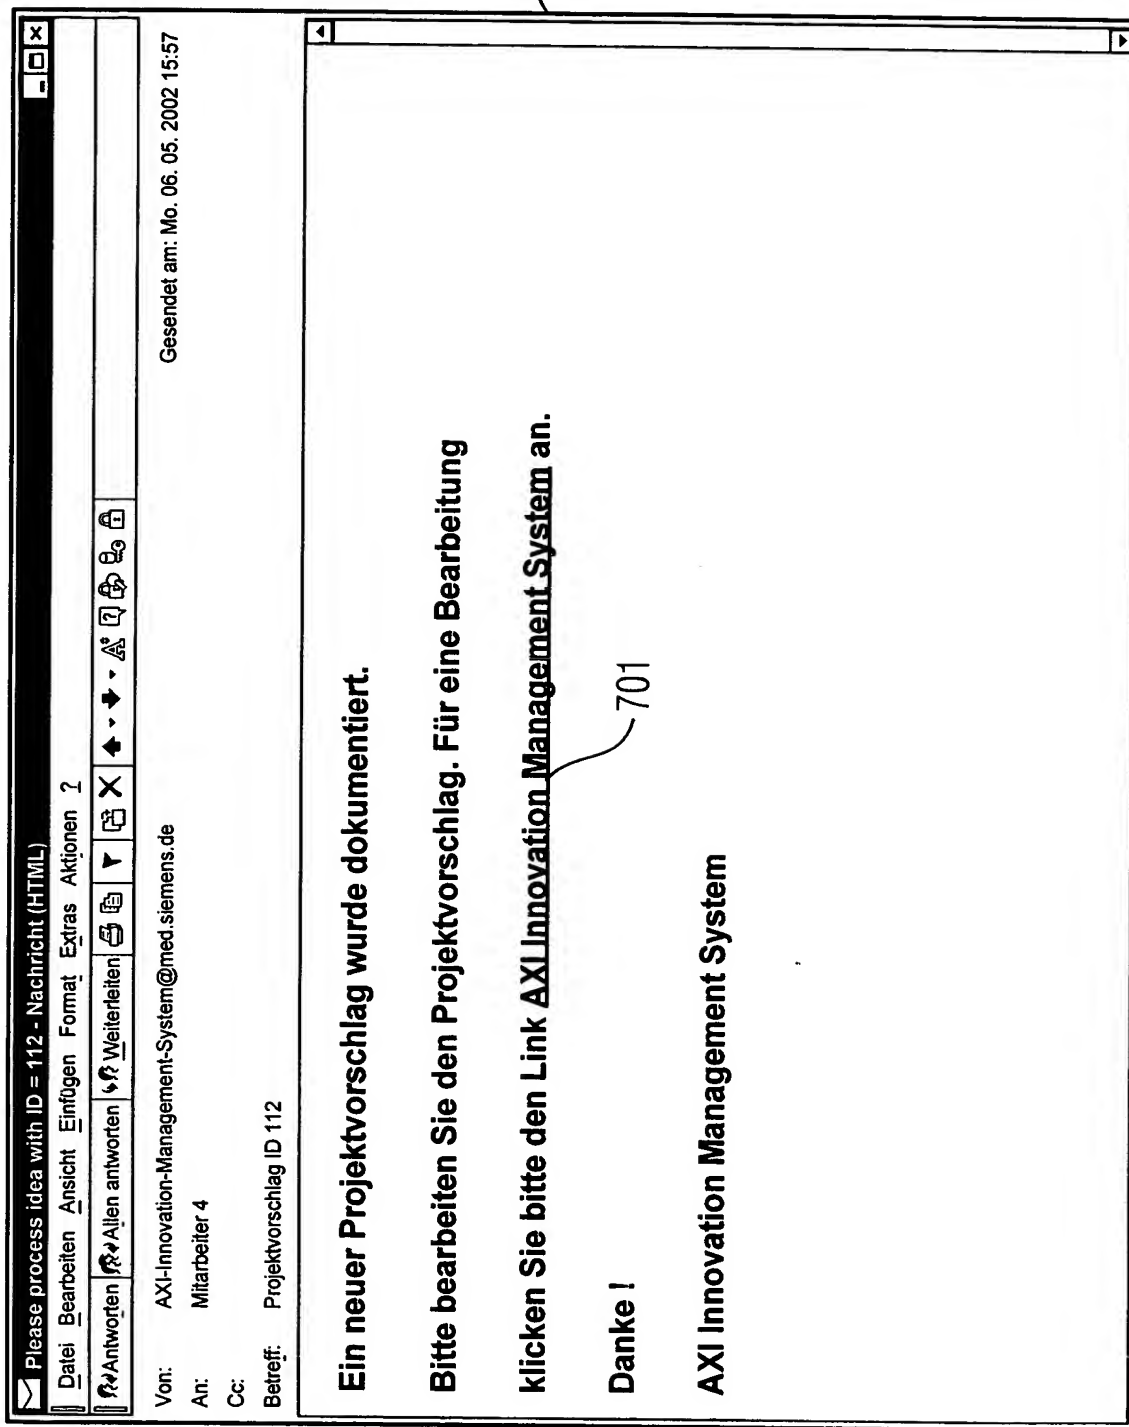 Please process idea with ID = 112 - Nachricht (HTML)
Datei Bearbeiten Ansicht Einfügen Format Extras Aktionen ?
Antworten Allen antworten Weiterleiten
Von: AXI-Innovation-Management-System@med.siemens.de Gesendet am: Mo. 06. 05. 2002 15:57
An: Mitarbeiter 4
Cc:
Betreff: Projektvorschlag ID 112
Ein neuer Projektvorschlag wurde dokumentiert.
Bitte bearbeiten Sie den Projektvorschlag. Für eine Bearbeitung
klicken Sie bitte den Link AXI Innovation Management System an.
701
Danke !
AXI Innovation Management System